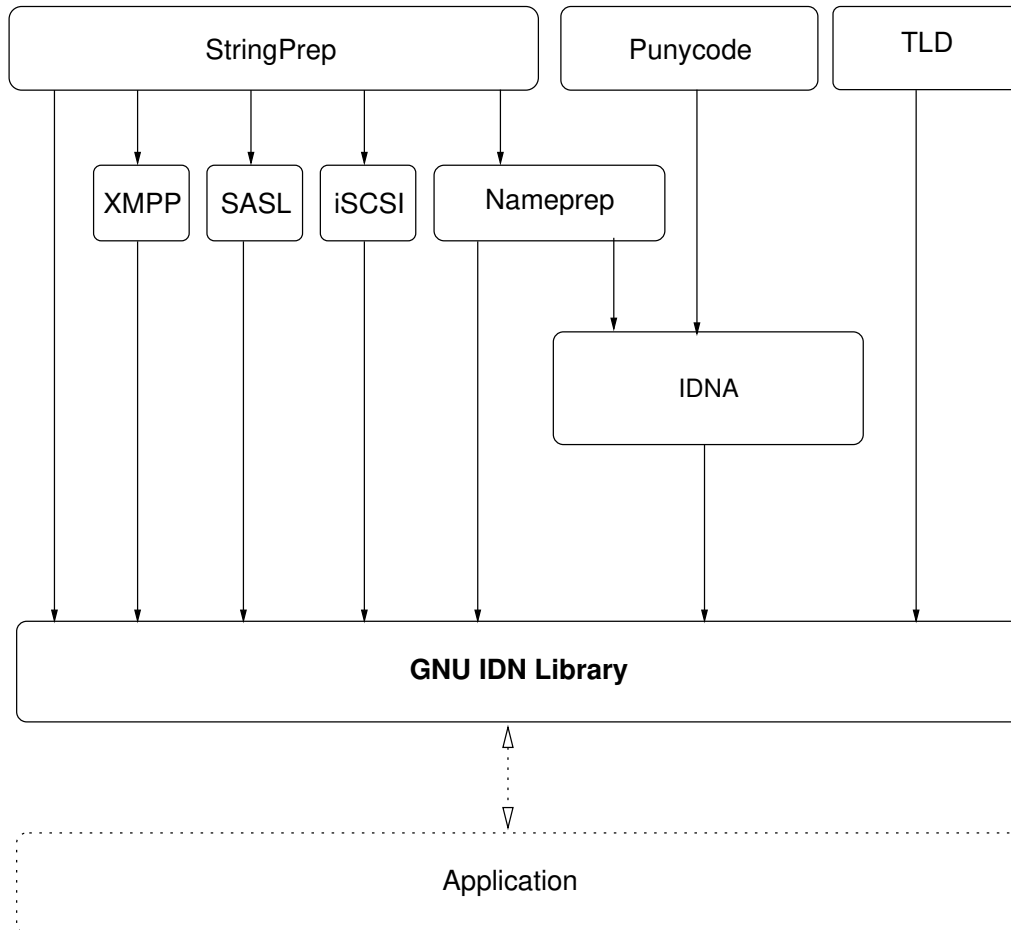 StringPrep
Punycode
TLD
XMPP
SASL
iSCSI
Nameprep
IDNA
GNU IDN Library
Application